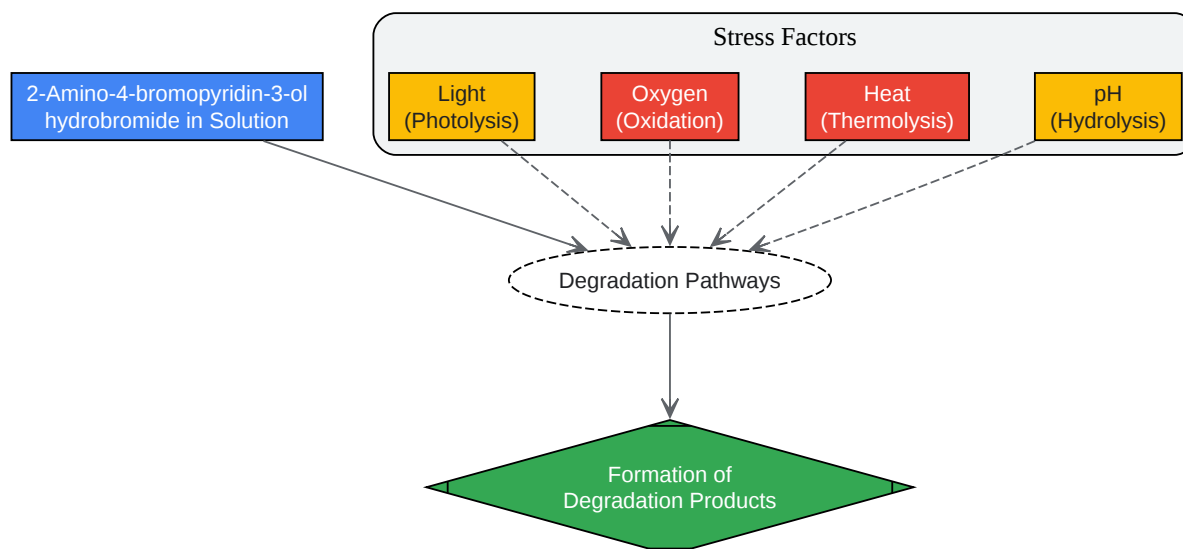 Stress Factors
2-Amino-4-bromopyridin-3-ol
hydrobromide in Solution
Light
(Photolysis)
Oxygen
(Oxidation)
Heat
(Thermolysis)
pH
(Hydrolysis)
Degradation Pathways
Formation of
Degradation Products